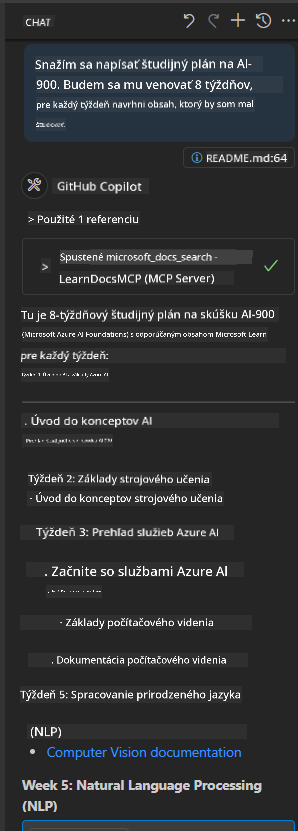 CHAT
Snažím sa napísať študijný plán na AI-
900. Budem sa mu venovať 8 týždňov,
pre každý týždeň navrhni obsah, ktorý by som mal
študovať.
README.md:64
GitHub Copilot
> Použité 1 referenciu
Spustené microsoft_docs_search -
LearnDocsMCP (MCP Server)
Tu je 8-týždňový študijný plán na skúšku AI-900
(Microsoft Azure AI Foundations) s odporúčaným obsahom Microsoft Learn
pre každý týždeň:
. Úvod do konceptov AI
Týždeň 2: Základy strojového učenia
- Úvod do konceptov strojového učenia
Týždeň 3: Prehľad služieb Azure AI
. Začnite so službami Azure AI
- Základy počítačového videnia
. Dokumentácia počítačového videnia
Týždeň 5: Spracovanie prirodzeného jazyka
(NLP)
• Computer Vision documentation
Week 5: Natural Language Processing
(NLP)